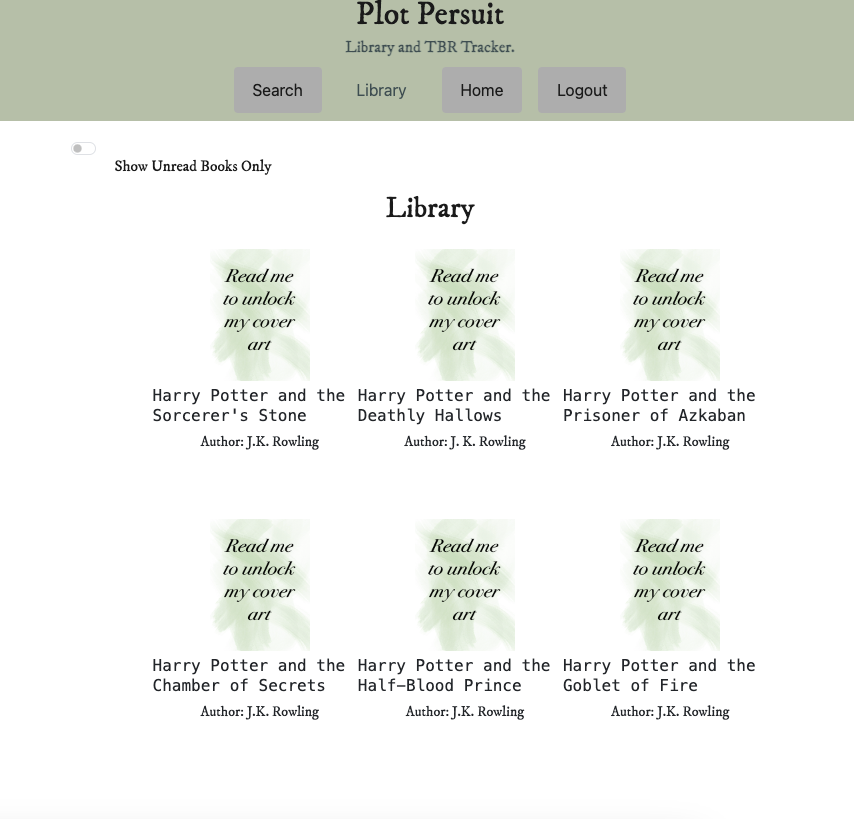 Plot Persuit
Library and TBR Tracker.
Search Library Home Logout
Show Unread Books Only
Library
Read me
to unlock
my cover
art
Harry Potter and the
Sorcerer's Stone
Author: J.K. Rowling
Read me
to unlock
my cover
art
Harry Potter and the
Deathly Hallows
Author: J. K. Rowling
Read me
to unlock
my cover
art
Harry Potter and the
Prisoner of Azkaban
Author: J.K. Rowling
Read me
to unlock
my cover
art
Harry Potter and the
Chamber of Secrets
Author: J.K. Rowling
Read me
to unlock
my cover
art
Harry Potter and the
Half-Blood Prince
Author: J.K. Rowling
Read me
to unlock
my cover
art
Harry Potter and the
Goblet of Fire
Author: J.K. Rowling